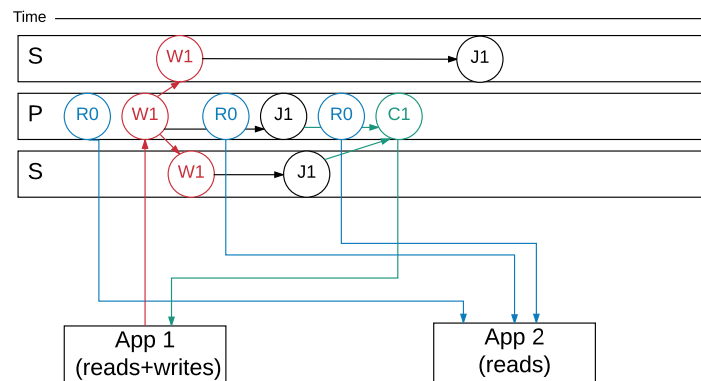 Time
S
W1
J1
P
R0
W1
R0
J1
R0
C1
S
W1
J1
App 1
(reads+writes)
App 2
(reads)